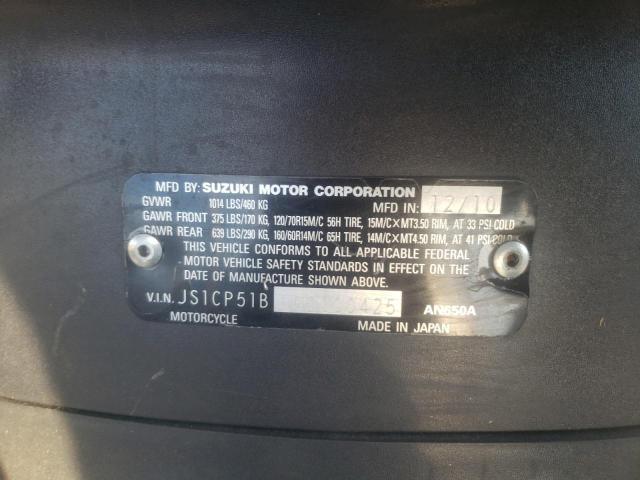 MFD BY: SUZUKI MOTOR CORPORATION
GVWR 1014 LBS/460 KG MFD IN: 12/10
GAWR FRONT 375 LBS/170 KG, 120/70R15M/C 56H TIRE, 15M/C×MT3.50 RIM, AT 33 PSI COLD
GAWR REAR 639 LBS/290 KG, 160/60R14M/C 65H TIRE, 14M/C×MT4.50 RIM, AT 41 PSI COLD
THIS VEHICLE CONFORMS TO ALL APPLICABLE FEDERAL
MOTOR VEHICLE SAFETY STANDARDS IN EFFECT ON THE
DATE OF MANUFACTURE SHOWN ABOVE.
V.I.N. JS1CP51B 425 AN650A
MOTORCYCLE MADE IN JAPAN